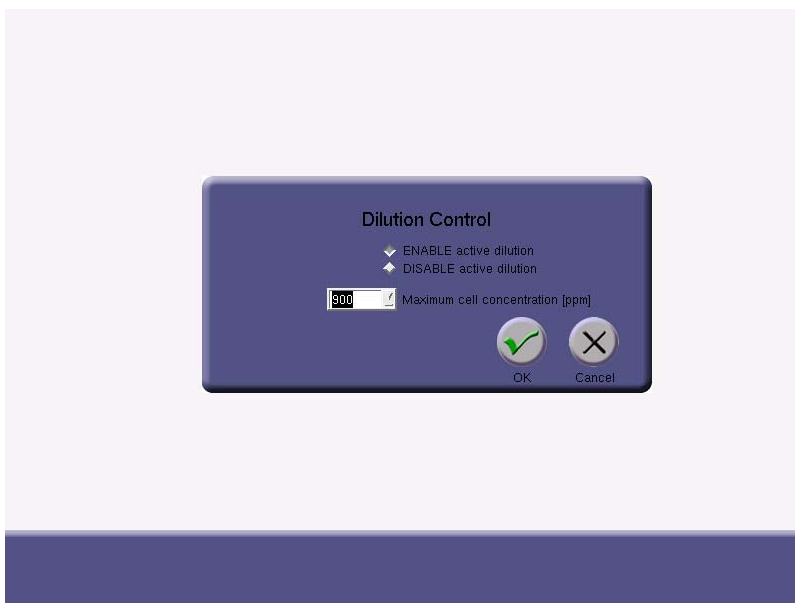 Dilution Control
ENABLE active dilution
DISABLE active dilution
900 Maximum cell concentration [ppm]
OK Cancel